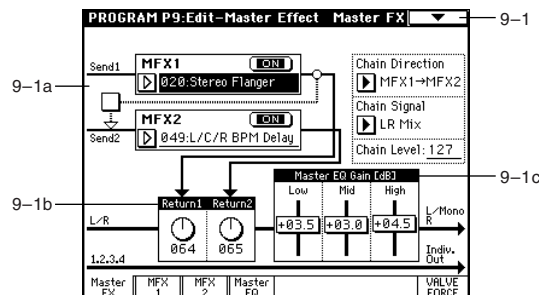 PROGRAM P9:Edit-Master Effect Master FX
9–1
Send1
MFX1 ON
020:Stereo Flanger
Chain Direction
MFX1→MFX2
9–1a
Chain Signal
LR Mix
MFX2 ON
Send2
049:L/C/R BPM Delay
Chain Level: 127
Master EQ Gain [dB]
9–1c
Low Mid High
9–1b
Return1 Return2
L/R
+03.5 +03.0 +04.5
L/Mono
R
064 065
1.2.3.4
Indiv.
Out
Master FX
MFX 1
MFX 2
Master EQ
VALVE FORCE